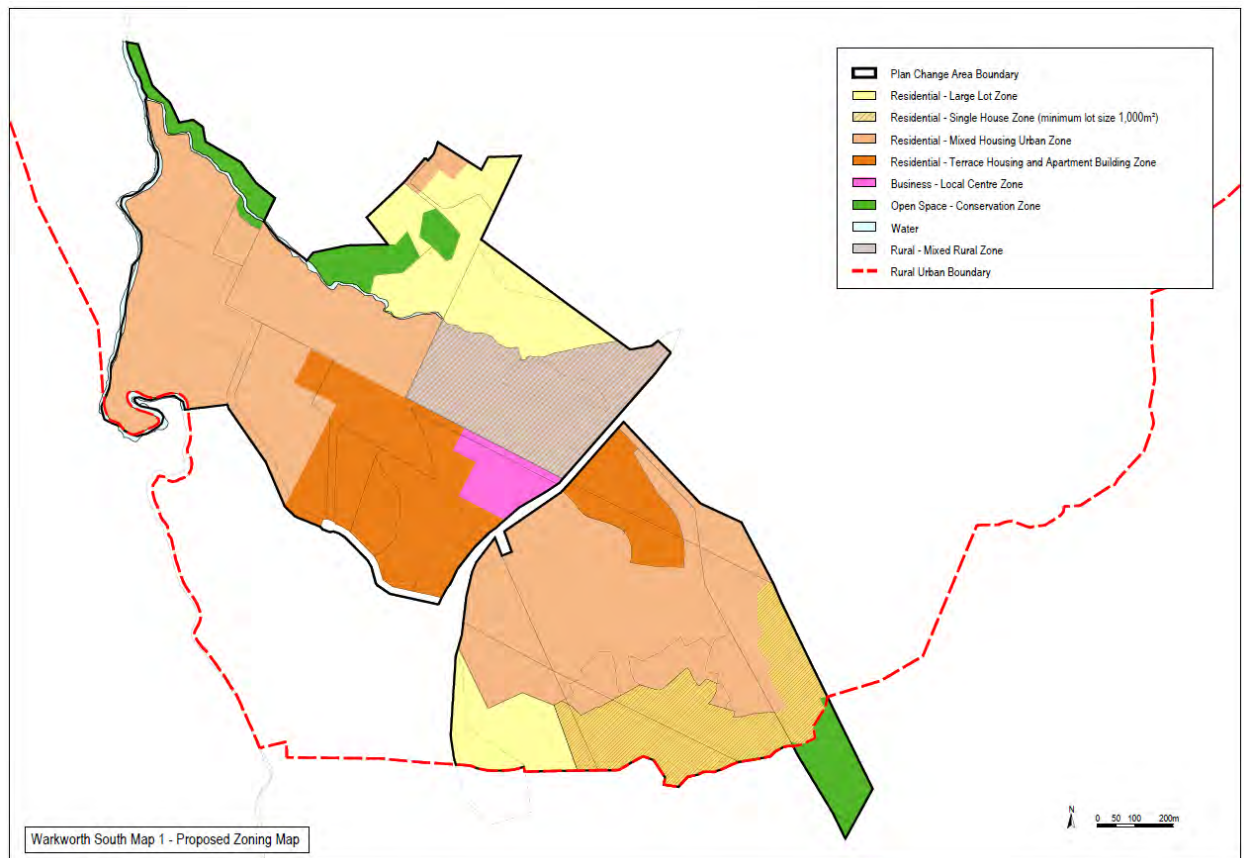 Plan Change Area Boundary
Residential - Large Lot Zone
Residential - Single House Zone (minimum lot size 1,000m²)
Residential - Mixed Housing Urban Zone
Residential - Terrace Housing and Apartment Building Zone
Business - Local Centre Zone
Open Space - Conservation Zone
Water
Rural - Mixed Rural Zone
Rural Urban Boundary
N
0 50 100 200m
Warkworth South Map 1 - Proposed Zoning Map